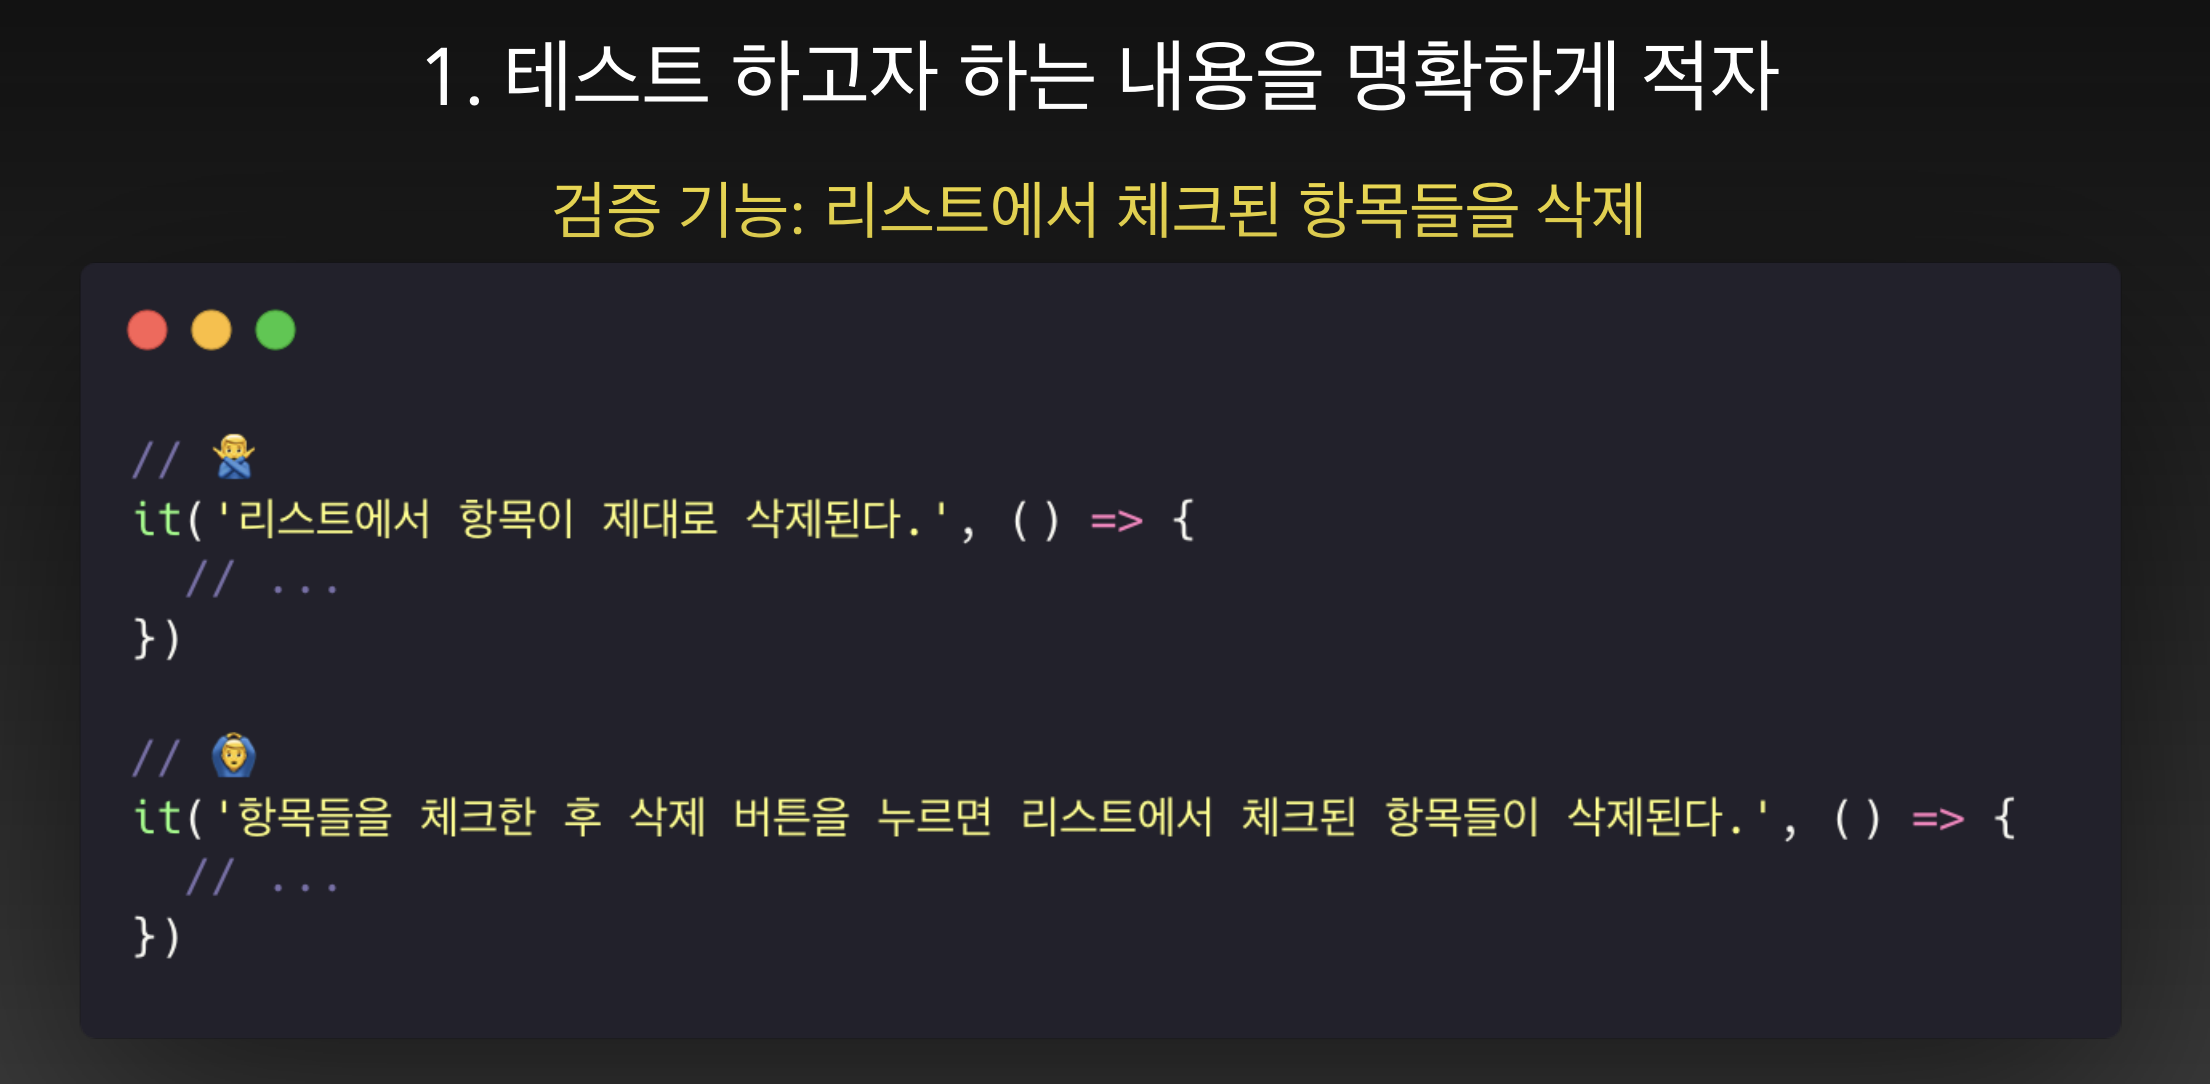 1. 테스트 하고자 하는 내용을 명확하게 적자
검증 기능: 리스트에서 체크된 항목들을 삭제
// 🙅‍♂️
it('리스트에서 항목이 제대로 삭제된다.', () => {
  // ...
})
// 🙆‍♂️
it('항목들을 체크한 후 삭제 버튼을 누르면 리스트에서 체크된 항목들이 삭제된다.', () => {
  // ...
})